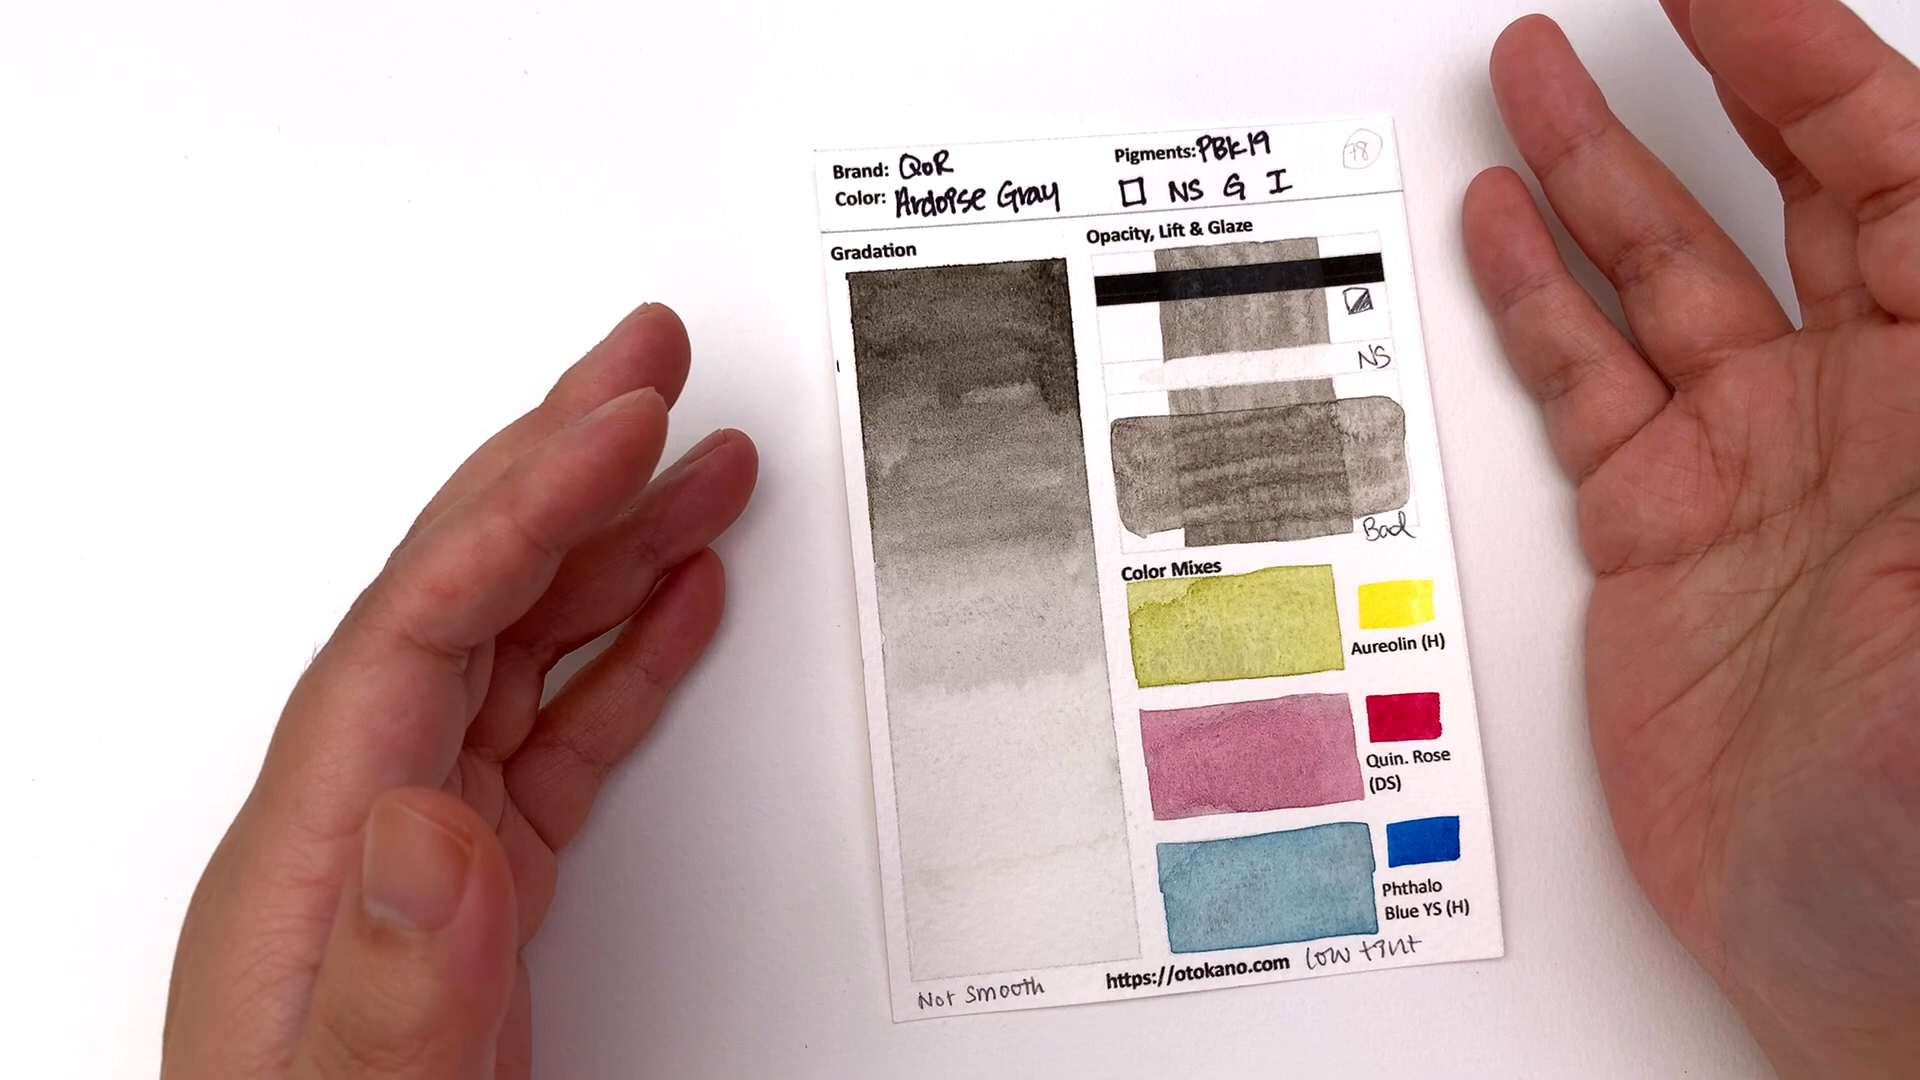 Brand: QoR
Color: Ardoise Gray
Pigments: PBk19
NS G I
78
Gradation
Opacity, Lift & Glaze
NS
Bad
Color Mixes
Aureolin (H)
Quin. Rose
(DS)
Phthalo
Blue YS (H)
Not smooth
https://otokano.com
low tint